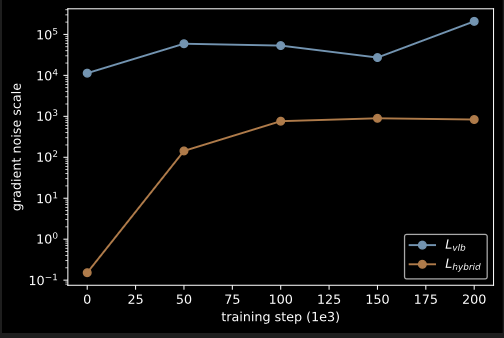 gradient noise scale
10⁵
10⁴
10³
10²
10¹
10⁰
10⁻¹
L_vlb
L_hybrid
0 25 50 75 100 125 150 175 200
training step (1e3)